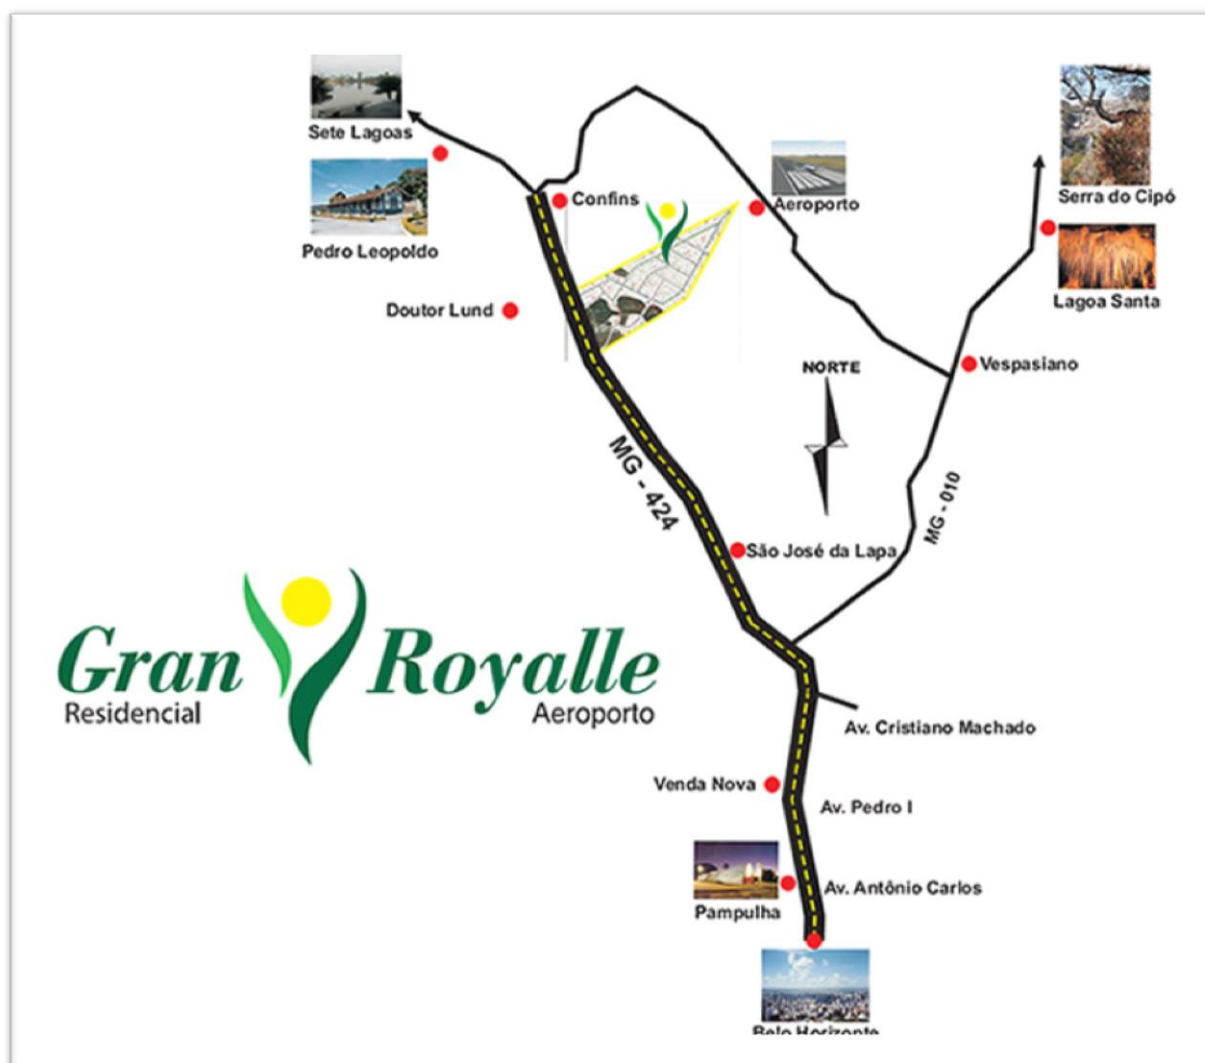 Sete Lagoas
Serra do Cipó
Confins
Aeroporto
Pedro Leopoldo
Lagoa Santa
Doutor Lund
Vespasiano
NORTE
MG - 424
MG - 010
São José da Lapa
Gran Royalle
Residencial
Aeroporto
Av. Cristiano Machado
Venda Nova
Av. Pedro I
Av. Antônio Carlos
Pampulha
Belo Horizonte